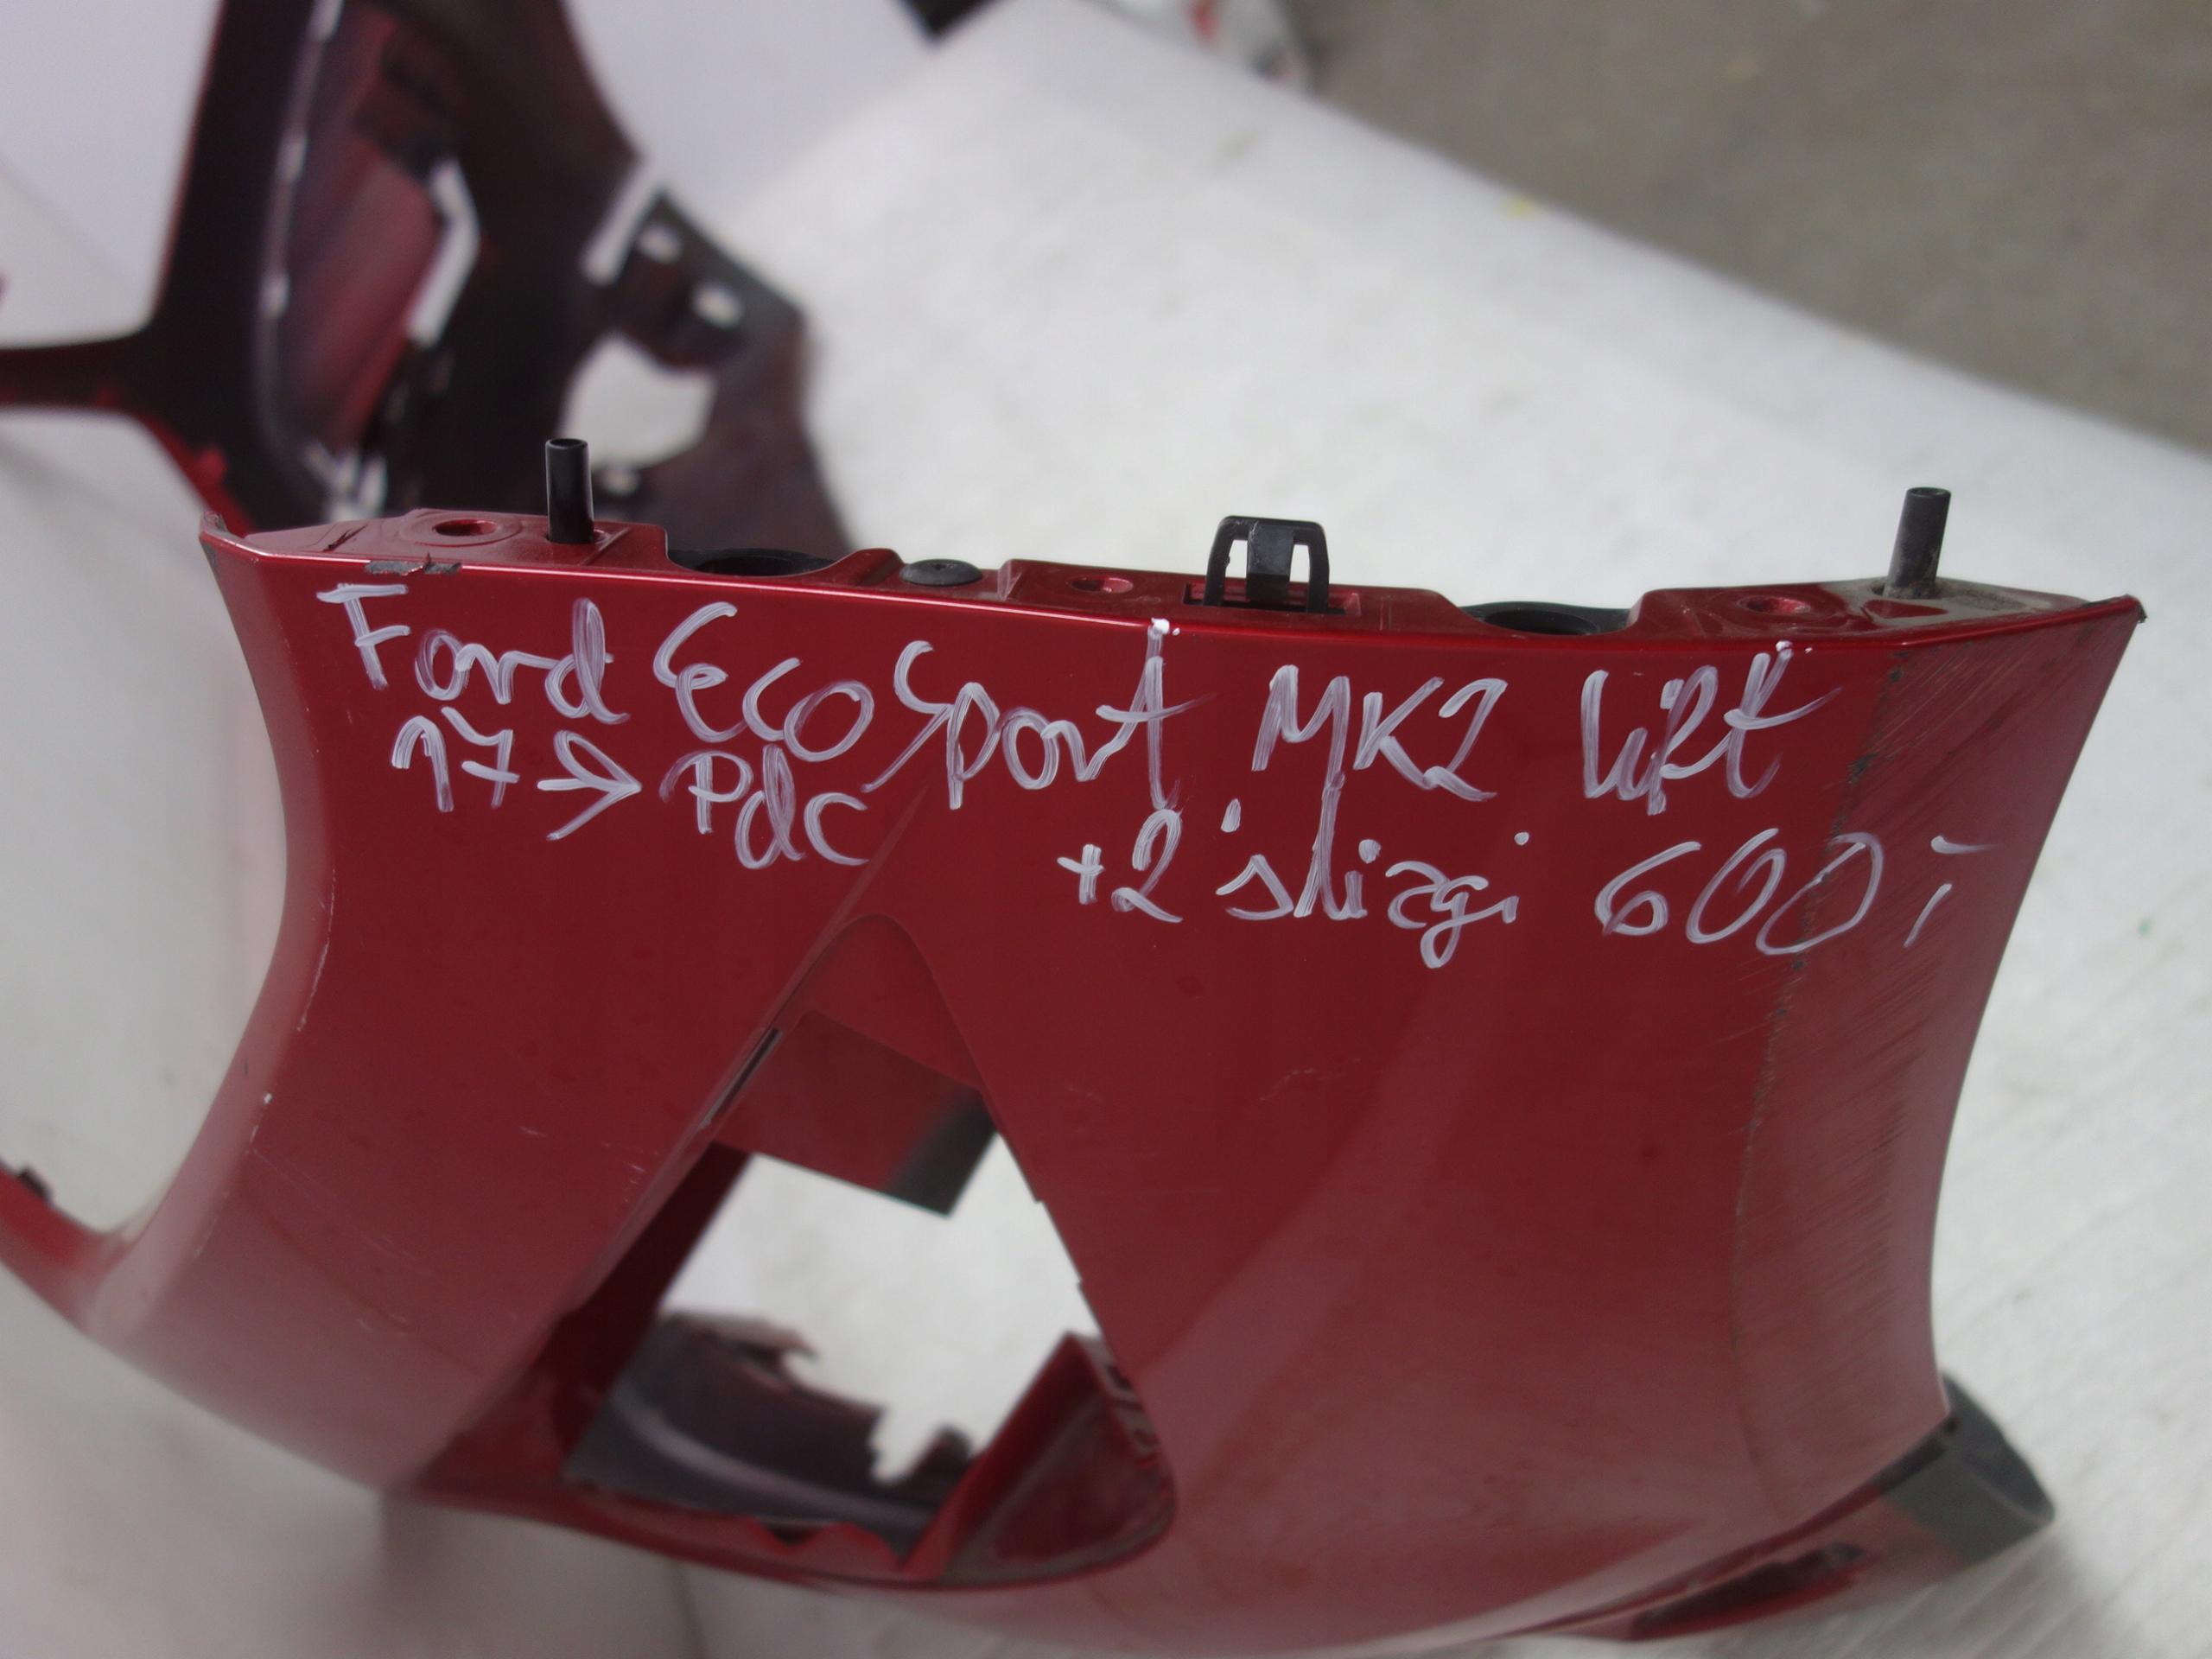 Ford EcoSport MK2 lift
17→ Pdc
+2 ślizgi 600,-